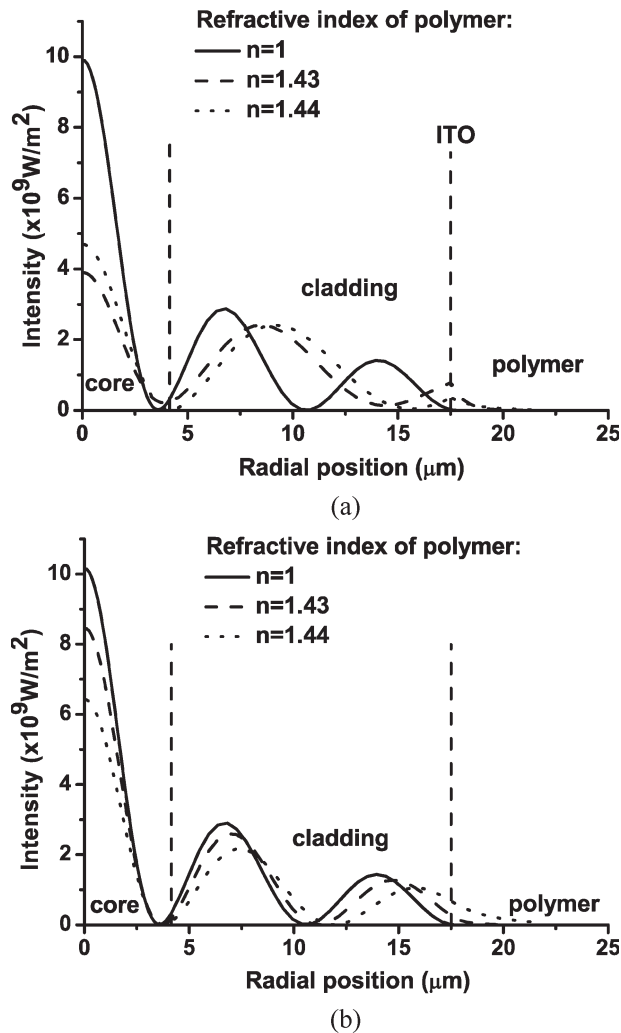 Refractive index of polymer:
n=1
n=1.43
n=1.44
ITO
cladding
core
polymer
Intensity (x10⁹W/m²)
10
8
6
4
2
0
0 5 10 15 20 25
Radial position (μm)
(a)
Refractive index of polymer:
n=1
n=1.43
n=1.44
cladding
core
polymer
Intensity (x10⁹W/m²)
10
8
6
4
2
0
0 5 10 15 20 25
Radial position (μm)
(b)